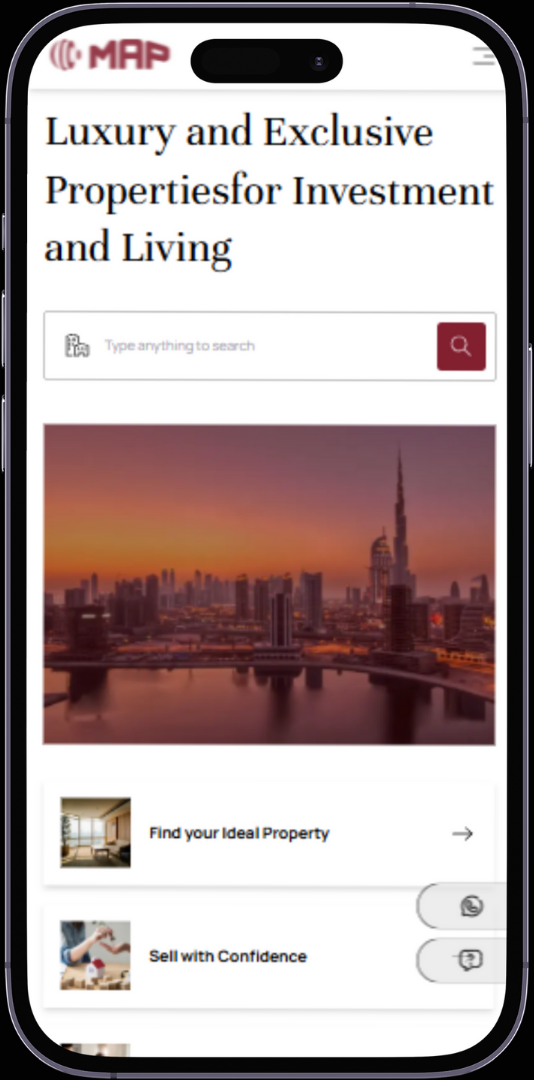 MAP
Luxury and Exclusive
Propertiesfor Investment
and Living
Type anything to search
Find your Ideal Property
Sell with Confidence